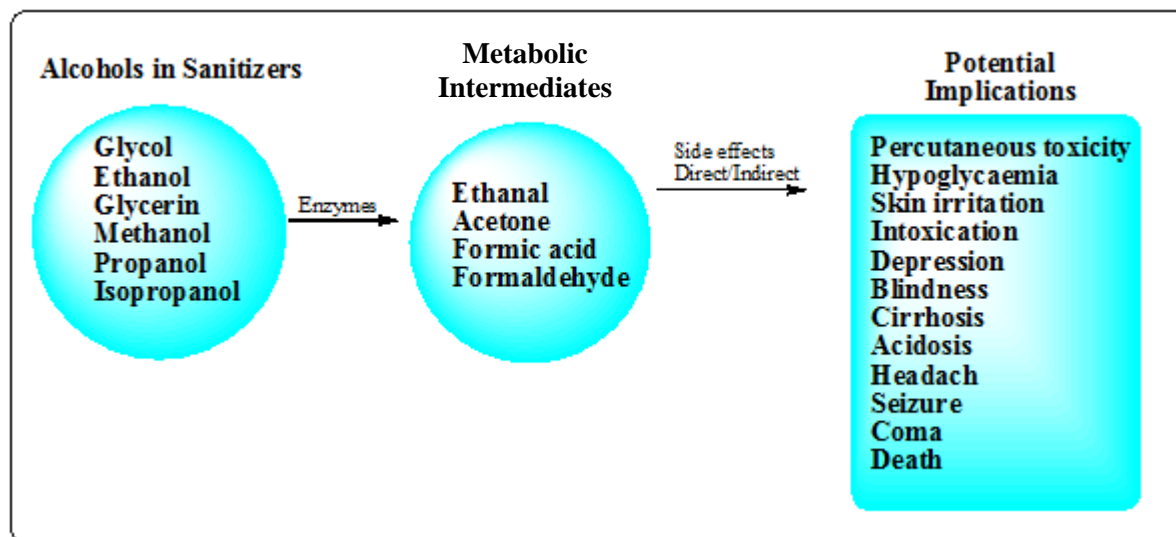 Alcohols in Sanitizers
Glycol
Ethanol
Glycerin
Methanol
Propanol
Isopropanol
Enzymes
Metabolic
Intermediates
Ethanal
Acetone
Formic acid
Formaldehyde
Side effects
Direct/Indirect
Potential
Implications
Percutaneous toxicity
Hypoglycaemia
Skin irritation
Intoxication
Depression
Blindness
Cirrhosis
Acidosis
Headach
Seizure
Coma
Death